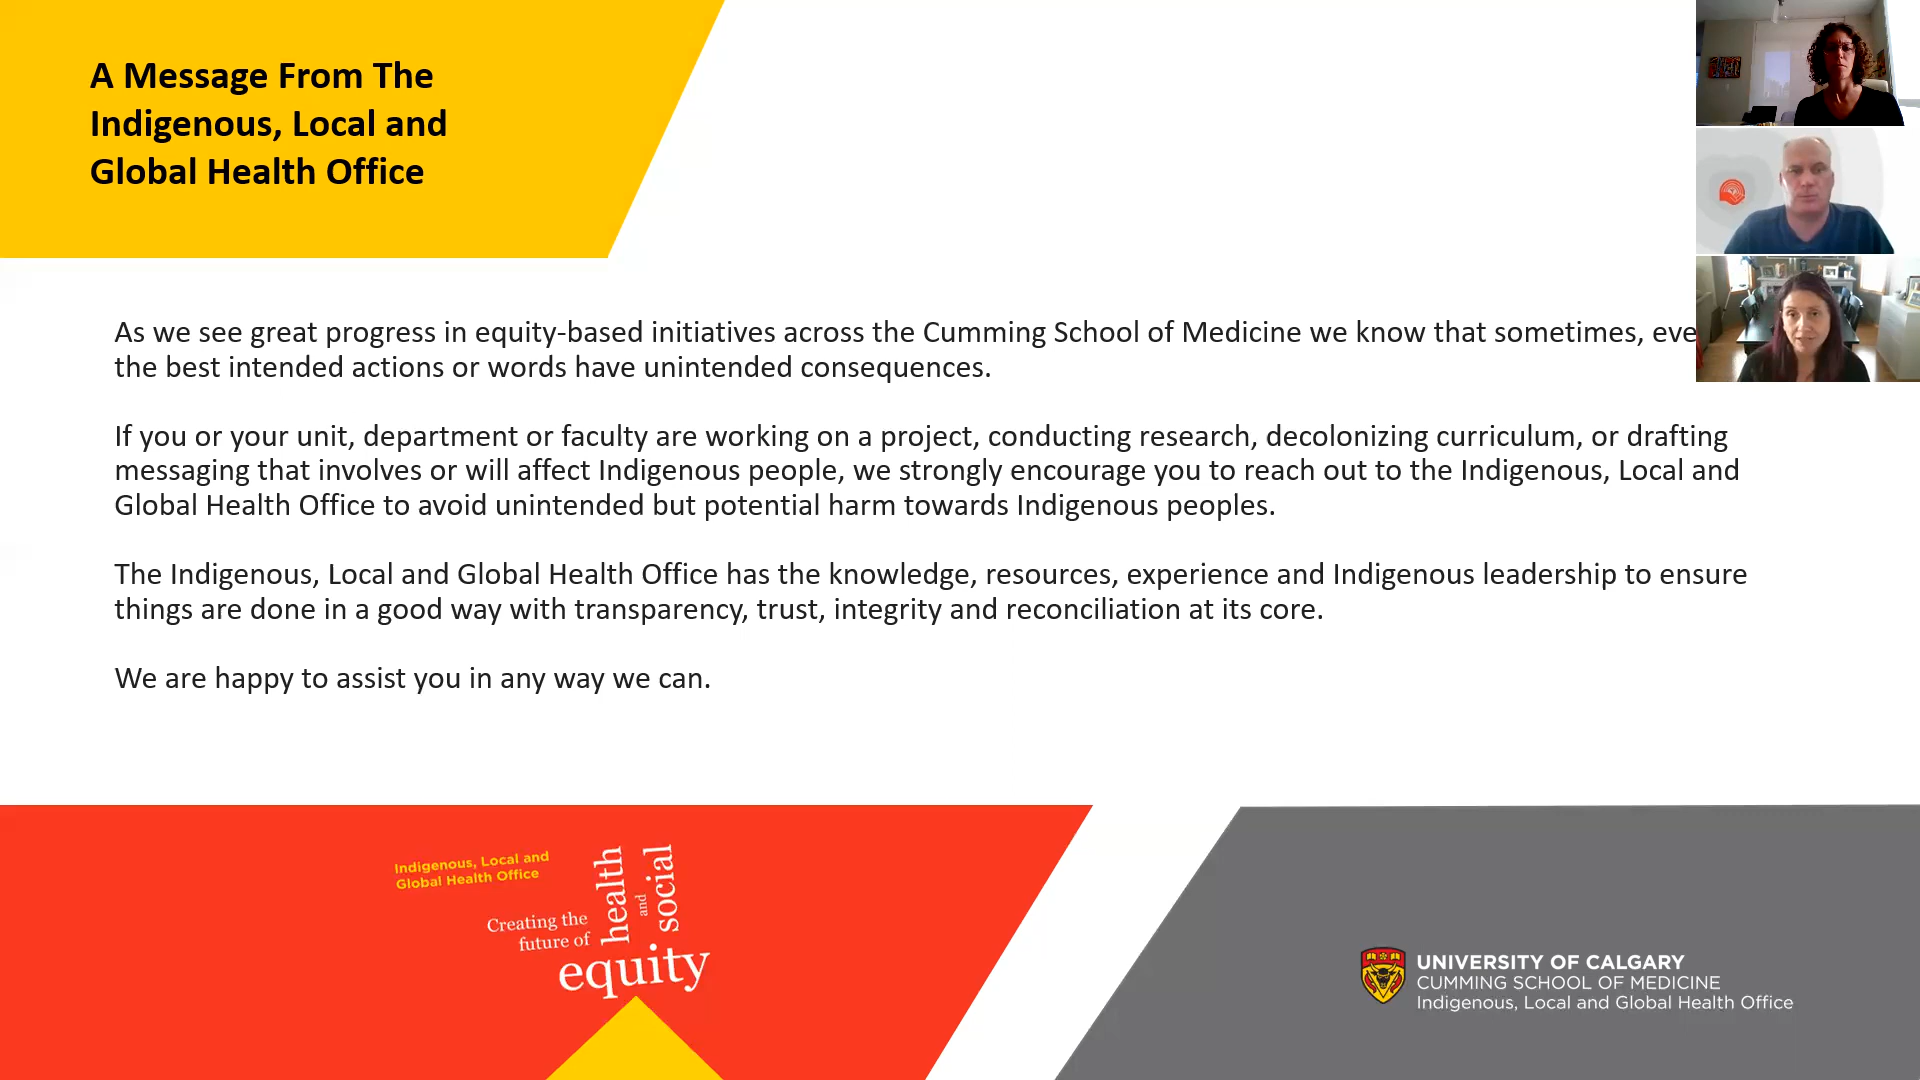 A Message From The
Indigenous, Local and
Global Health Office
As we see great progress in equity-based initiatives across the Cumming School of Medicine we know that sometimes, eve
the best intended actions or words have unintended consequences.
If you or your unit, department or faculty are working on a project, conducting research, decolonizing curriculum, or drafting
messaging that involves or will affect Indigenous people, we strongly encourage you to reach out to the Indigenous, Local and
Global Health Office to avoid unintended but potential harm towards Indigenous peoples.
The Indigenous, Local and Global Health Office has the knowledge, resources, experience and Indigenous leadership to ensure
things are done in a good way with transparency, trust, integrity and reconciliation at its core.
We are happy to assist you in any way we can.
Indigenous, Local and
Global Health Office
Creating the
future of
health
and
social
equity
UNIVERSITY OF CALGARY
CUMMING SCHOOL OF MEDICINE
Indigenous, Local and Global Health Office